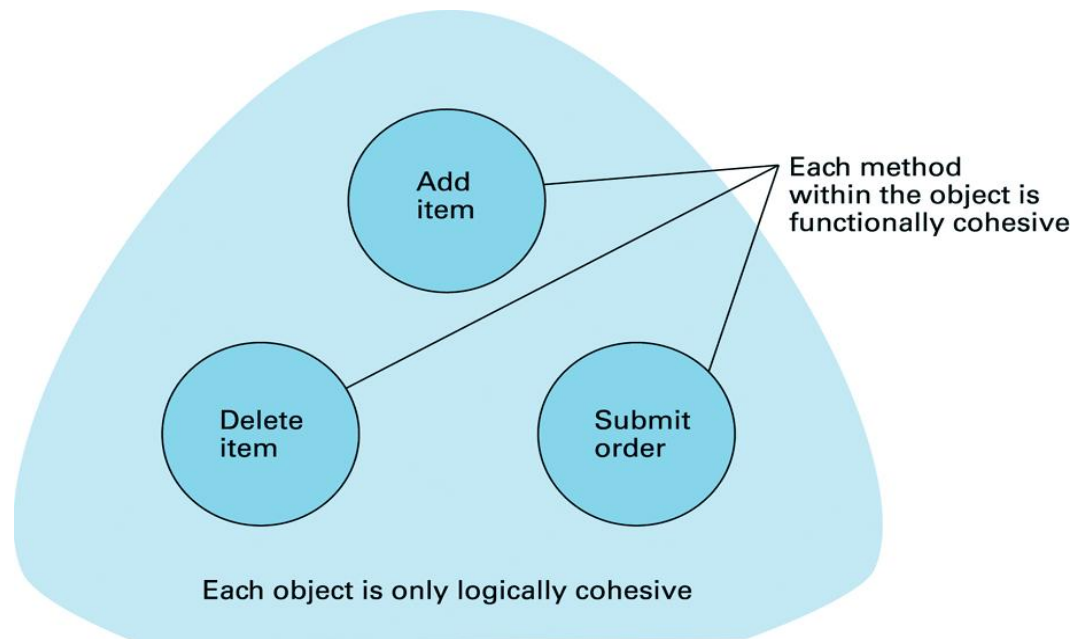 Add
item
Each method
within the object is
functionally cohesive
Delete
item
Submit
order
Each object is only logically cohesive